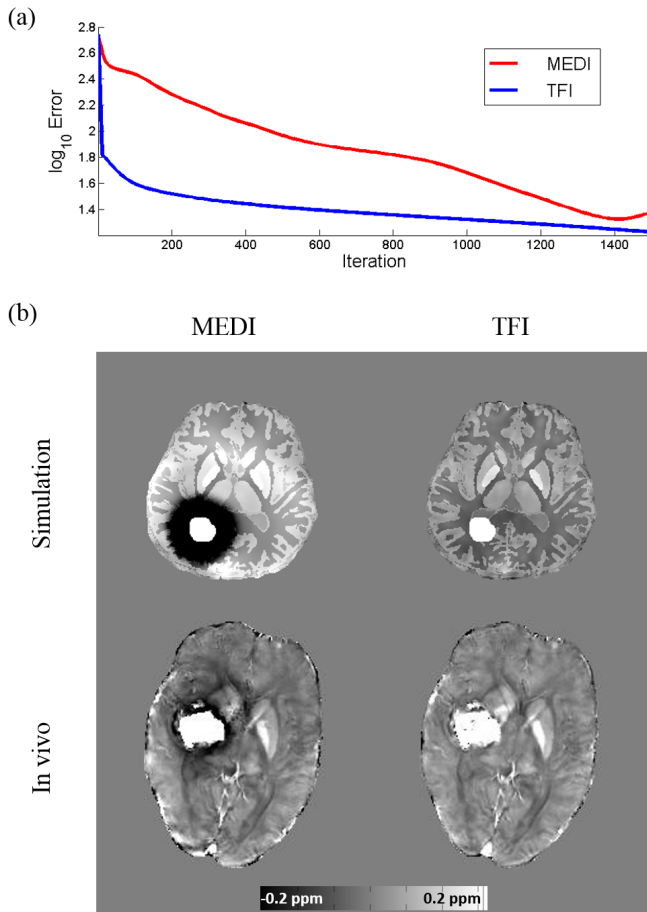 (a)
2.8
2.6
2.4
2.2
2
1.8
1.6
1.4
log10 Error
MEDI
TFI
200 400 600 800 1000 1200 1400
Iteration
(b)
MEDI TFI
Simulation
In vivo
-0.2 ppm 0.2 ppm